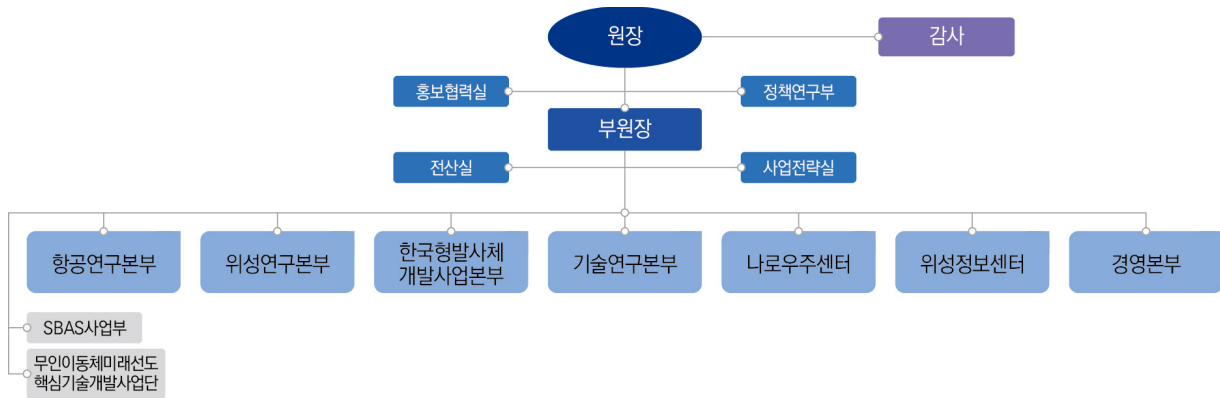 원장
감사
홍보협력실
정책연구부
부원장
전산실
사업전략실
항공연구본부
위성연구본부
한국형발사체
개발사업본부
기술연구본부
나로우주센터
위성정보센터
경영본부
SBAS사업부
무인이동체미래선도
핵심기술개발사업단